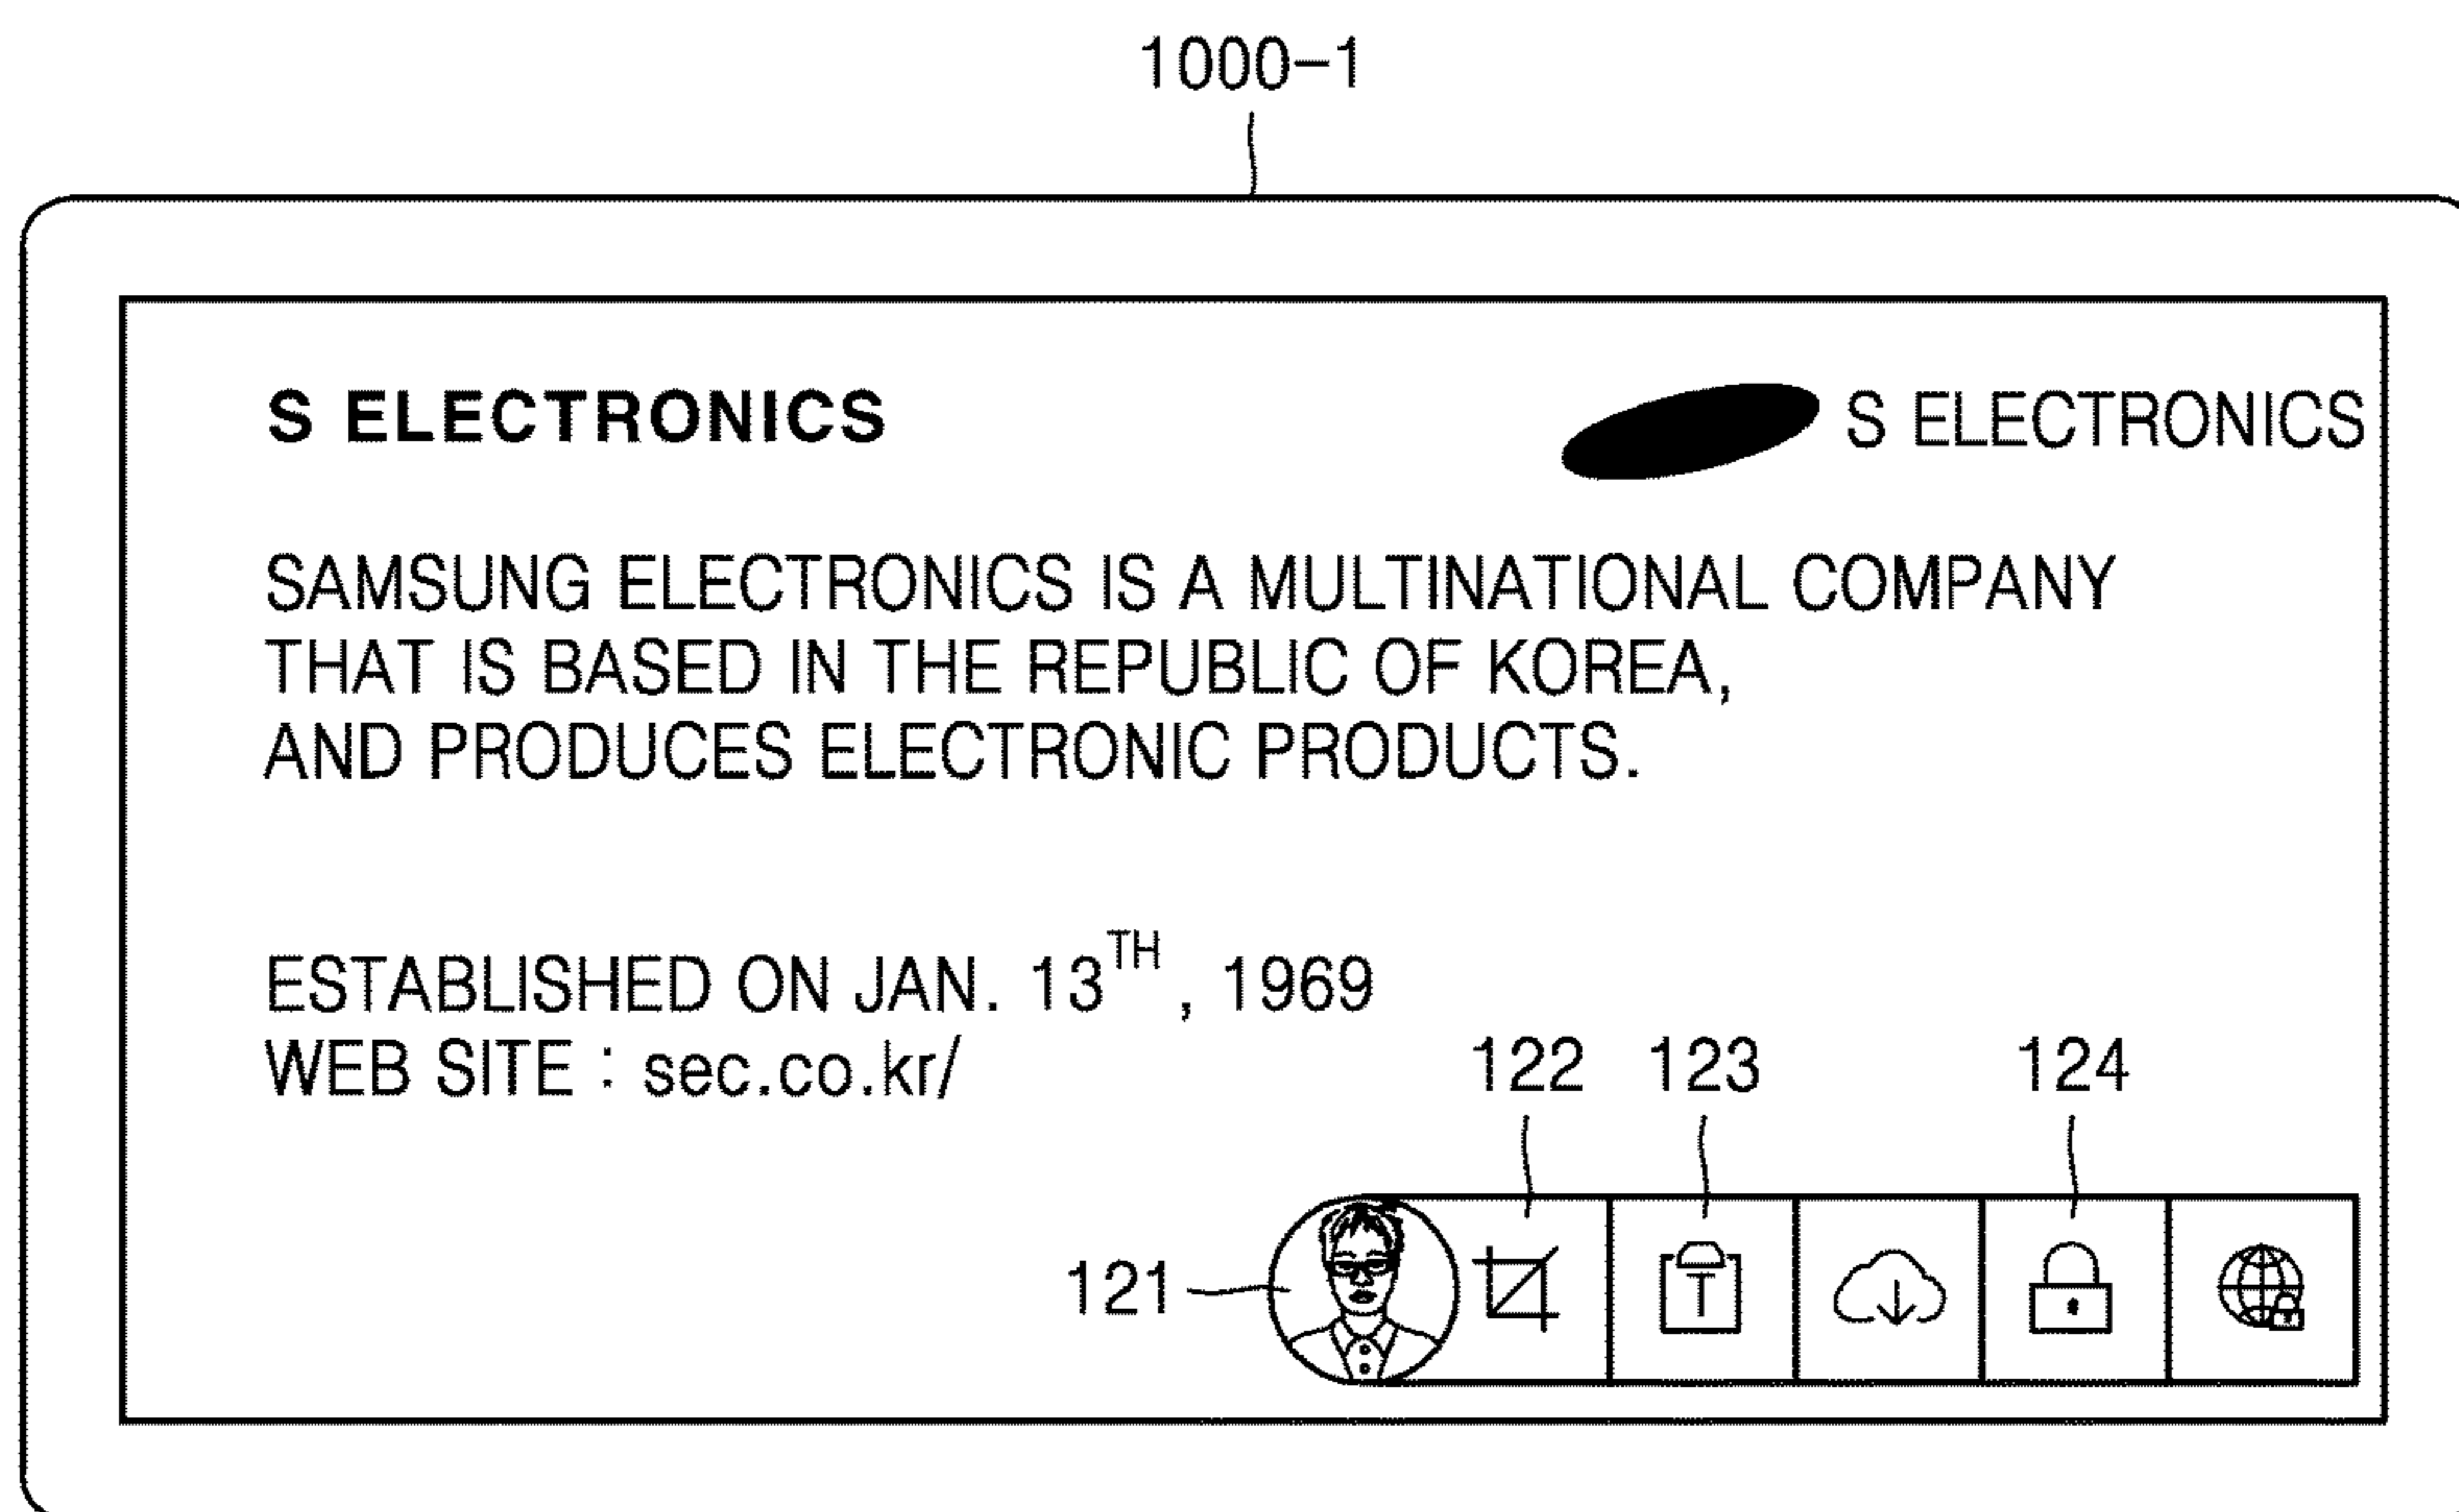 1000-1
S ELECTRONICS
S ELECTRONICS
SAMSUNG ELECTRONICS IS A MULTINATIONAL COMPANY
THAT IS BASED IN THE REPUBLIC OF KOREA,
AND PRODUCES ELECTRONIC PRODUCTS.
ESTABLISHED ON JAN. 13TH, 1969
WEB SITE : sec.co.kr/
122 123 124
121
T